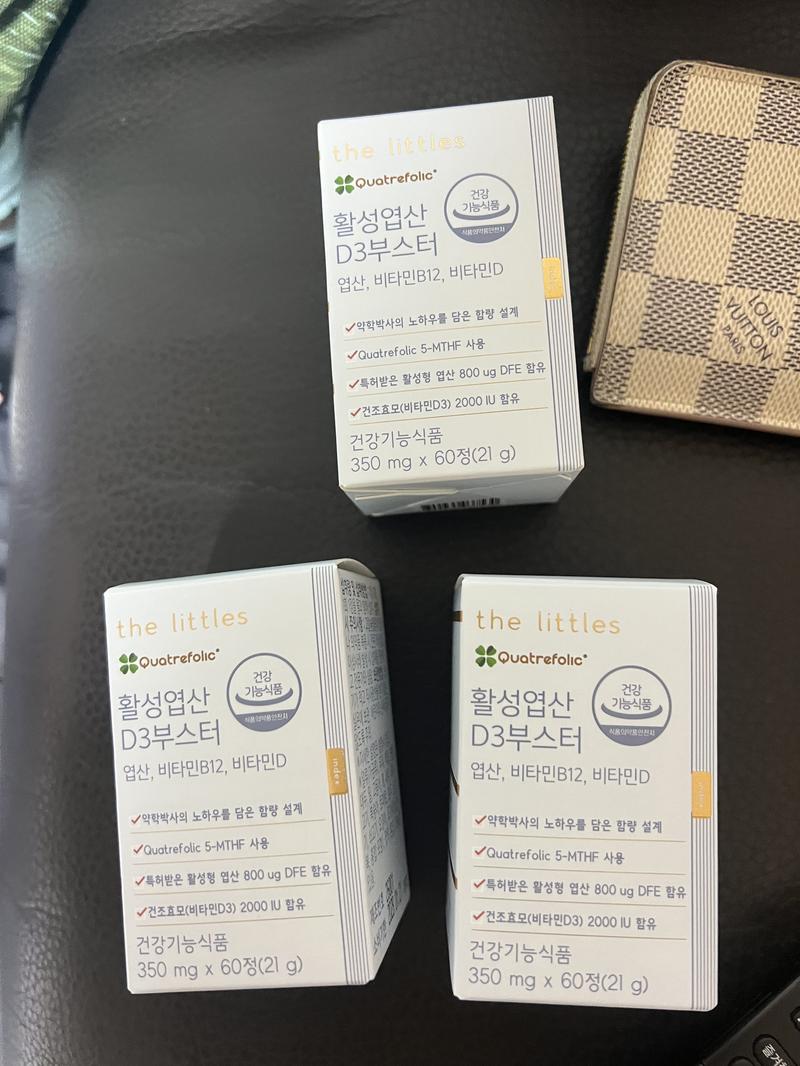 the littles
Quatrefolic®
건강
기능식품
식품의약품안전처
활성엽산
D3부스터
엽산, 비타민B12, 비타민D
✓약학박사의 노하우를 담은 함량 설계
✓Quatrefolic 5-MTHF 사용
✓특허받은 활성형 엽산 800 ug DFE 함유
✓건조효모(비타민D3) 2000 IU 함유
건강기능식품
350 mg x 60정(21 g)
index
LOUIS
VUITTON
PARIS
the littles
Quatrefolic®
건강
기능식품
식품의약품안전처
활성엽산
D3부스터
엽산, 비타민B12, 비타민D
index
✓약학박사의 노하우를 담은 함량 설계
✓Quatrefolic 5-MTHF 사용
✓특허받은 활성형 엽산 800 ug DFE 함유
✓건조효모(비타민D3) 2000 IU 함유
건강기능식품
350 mg x 60정(21 g)
the littles
Quatrefolic®
건강
기능식품
식품의약품안전처
활성엽산
D3부스터
엽산, 비타민B12, 비타민D
index
✓약학박사의 노하우를 담은 함량 설계
✓Quatrefolic 5-MTHF 사용
✓특허받은 활성형 엽산 800 ug DFE 함유
✓건조효모(비타민D3) 2000 IU 함유
건강기능식품
350 mg x 60정(21 g)